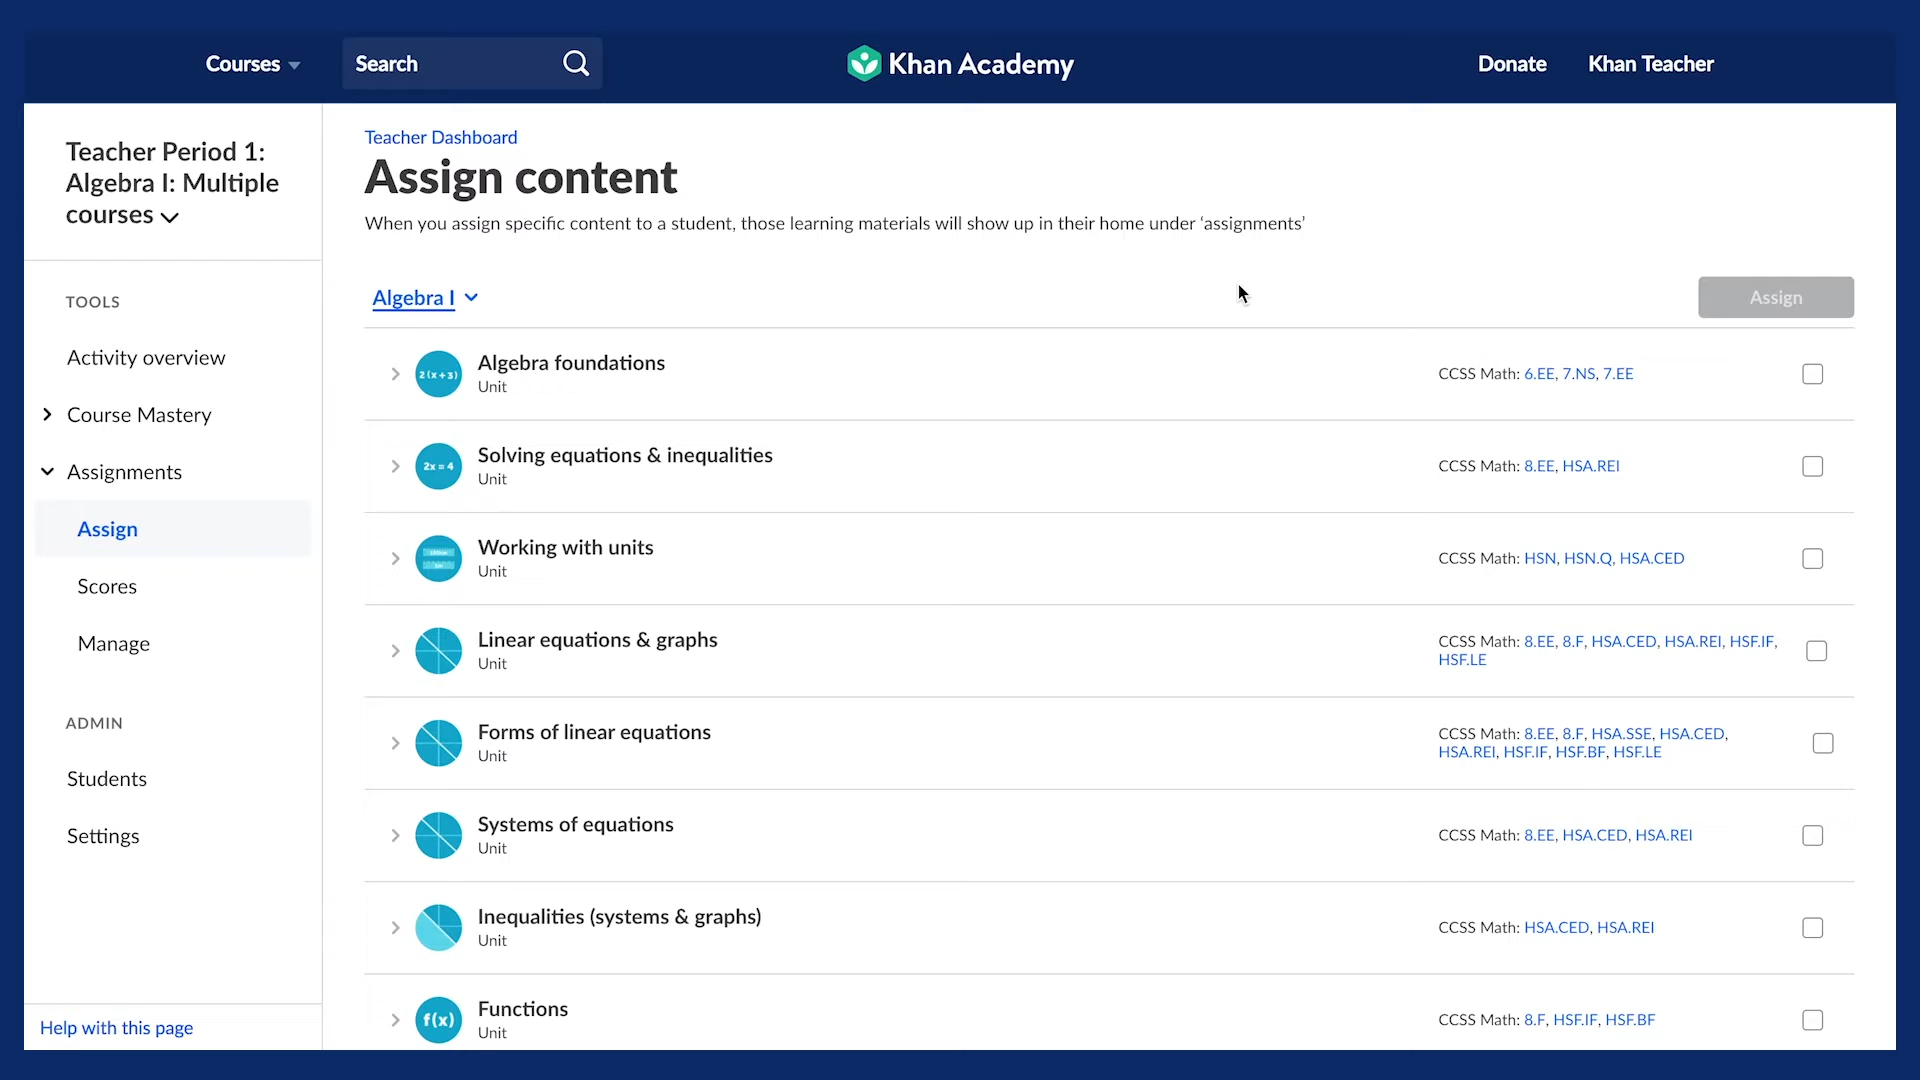 Courses
Search
Khan Academy
Donate
Khan Teacher
Teacher Period 1:
Algebra I: Multiple
courses
TOOLS
Activity overview
Course Mastery
Assignments
Assign
Scores
Manage
ADMIN
Students
Settings
Help with this page
Teacher Dashboard
Assign content
When you assign specific content to a student, those learning materials will show up in their home under ‘assignments’
Algebra I
Assign
2(x+3)
Algebra foundations
Unit
CCSS Math: 6.EE, 7.NS, 7.EE
2x = 4
Solving equations & inequalities
Unit
CCSS Math: 8.EE, HSA.REI
Working with units
Unit
CCSS Math: HSN, HSN.Q, HSA.CED
Linear equations & graphs
Unit
CCSS Math: 8.EE, 8.F, HSA.CED, HSA.REI, HSF.IF,
HSF.LE
Forms of linear equations
Unit
CCSS Math: 8.EE, 8.F, HSA.SSE, HSA.CED,
HSA.REI, HSF.IF, HSF.BF, HSF.LE
Systems of equations
Unit
CCSS Math: 8.EE, HSA.CED, HSA.REI
Inequalities (systems & graphs)
Unit
CCSS Math: HSA.CED, HSA.REI
f(x)
Functions
Unit
CCSS Math: 8.F, HSF.IF, HSF.BF